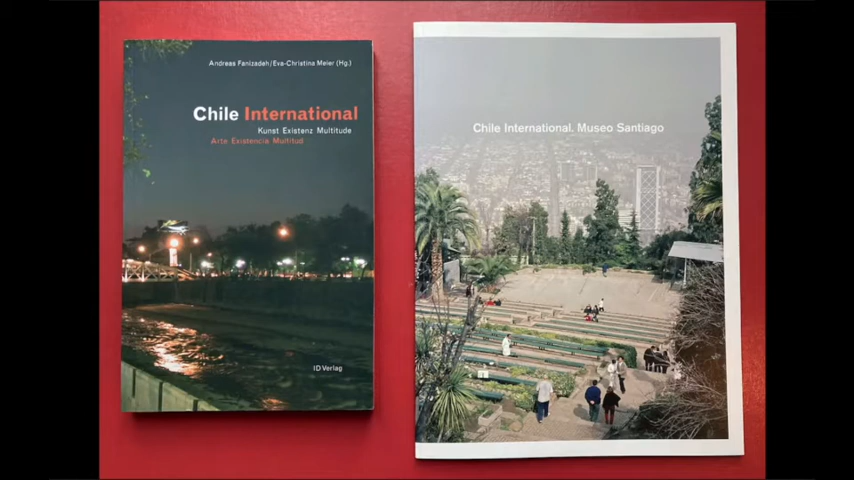 Andreas Fanizadeh/Eva-Christina Meier (Hg.)
Chile International
Kunst Existenz Multitude
Arte Existencia Multitud
ID Verlag
Chile International. Museo Santiago